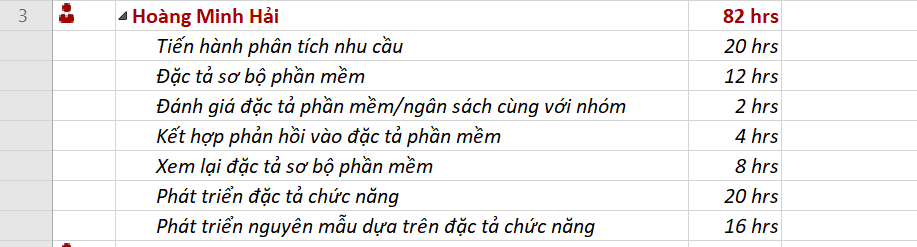 3 Hoàng Minh Hải 82 hrs
Tiến hành phân tích nhu cầu 20 hrs
Đặc tả sơ bộ phần mềm 12 hrs
Đánh giá đặc tả phần mềm/ngân sách cùng với nhóm 2 hrs
Kết hợp phản hồi vào đặc tả phần mềm 4 hrs
Xem lại đặc tả sơ bộ phần mềm 8 hrs
Phát triển đặc tả chức năng 20 hrs
Phát triển nguyên mẫu dựa trên đặc tả chức năng 16 hrs